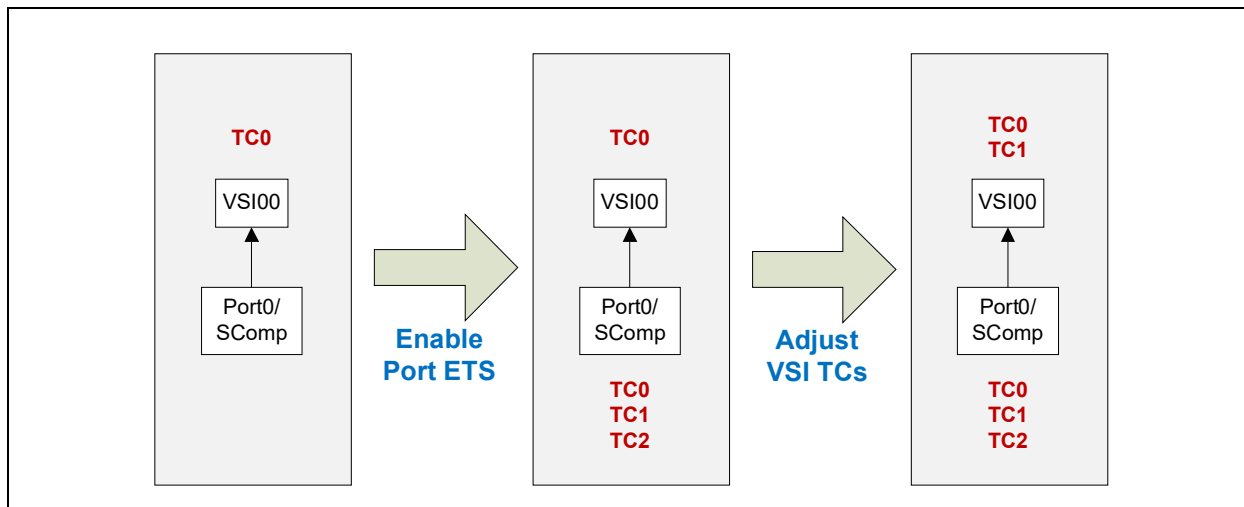 TC0
VSI00
Port0/
SComp
Enable
Port ETS
TC0
VSI00
Port0/
SComp
TC0
TC1
TC2
Adjust
VSI TCs
TC0
TC1
VSI00
Port0/
SComp
TC0
TC1
TC2